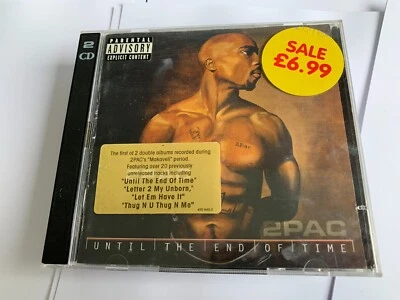 2
CD
PARENTAL
ADVISORY
EXPLICIT CONTENT
SALE
£6.99
The first of 2 double albums recorded during
2PAC's "Makaveli" period.
Featuring over 20 previously
unreleased tracks including
"Until The End Of Time"
"Letter 2 My Unborn,"
"Let Em Have It"
"Thug N U Thug N Me"
2PAC
UNTIL THE END OF TIME